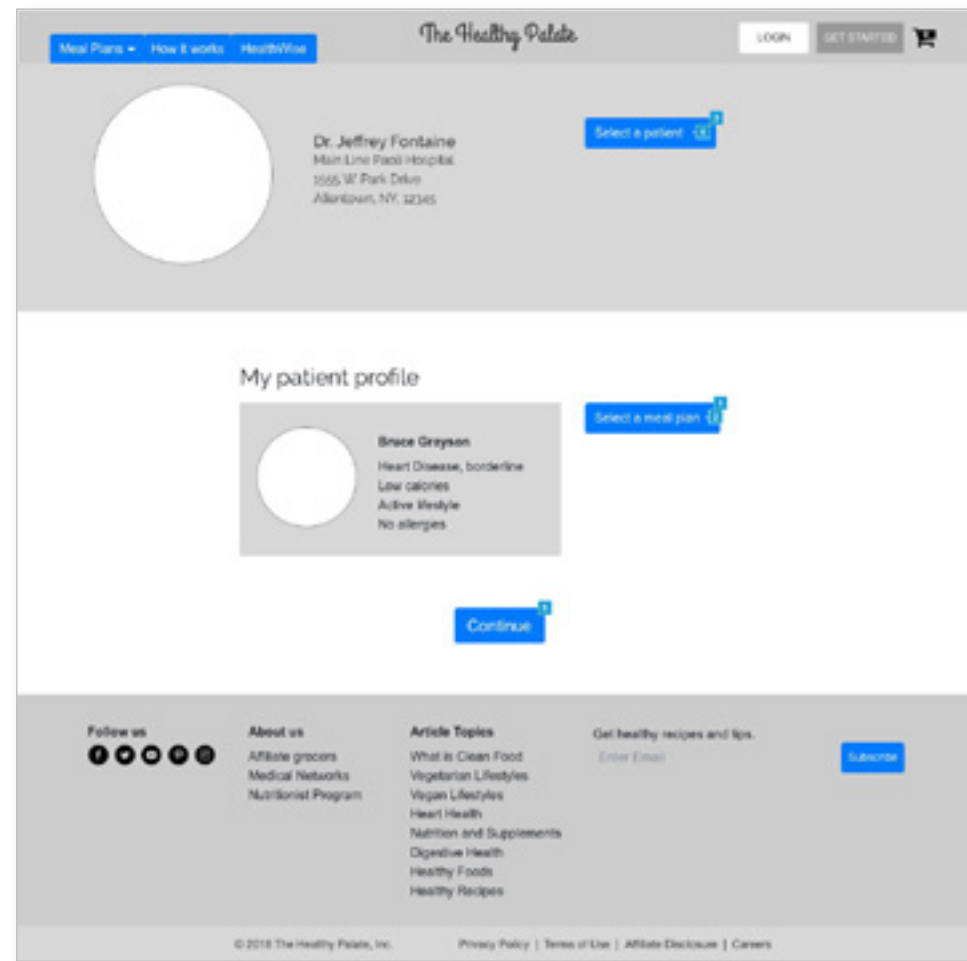 The Healthy Palate
Meal Plans How it works HealthWise
LOGIN GET STARTED
Dr. Jeffrey Fontaine
Main Line Paoli Hospital
1555 W Park Drive
Allentown, NY, 12345
Select a patient
My patient profile
Bruce Grayson
Heart Disease, borderline
Low calories
Active lifestyle
No allergies
Select a meal plan
Continue
Follow us
About us
Affiliate grocers
Medical Networks
Nutritionist Program
Article Topics
What is Clean Food
Vegetarian Lifestyles
Vegan Lifestyles
Heart Health
Nutrition and Supplements
Digestive Health
Healthy Foods
Healthy Recipes
Get healthy recipes and tips.
Enter Email
Subscribe
© 2018 The Healthy Palate, Inc.
Privacy Policy | Terms of Use | Affiliate Disclosure | Careers